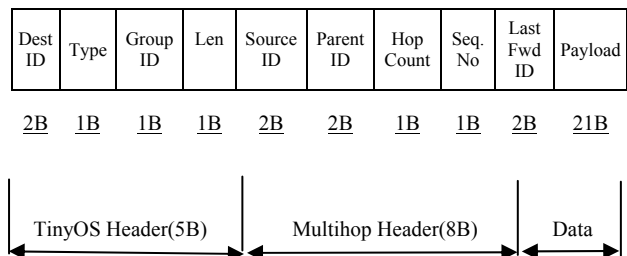 Dest ID Type Group ID Len Source ID Parent ID Hop Count Seq. No Last Fwd ID Payload
2B 1B 1B 1B 2B 2B 1B 1B 2B 21B
TinyOS Header(5B) Multihop Header(8B) Data